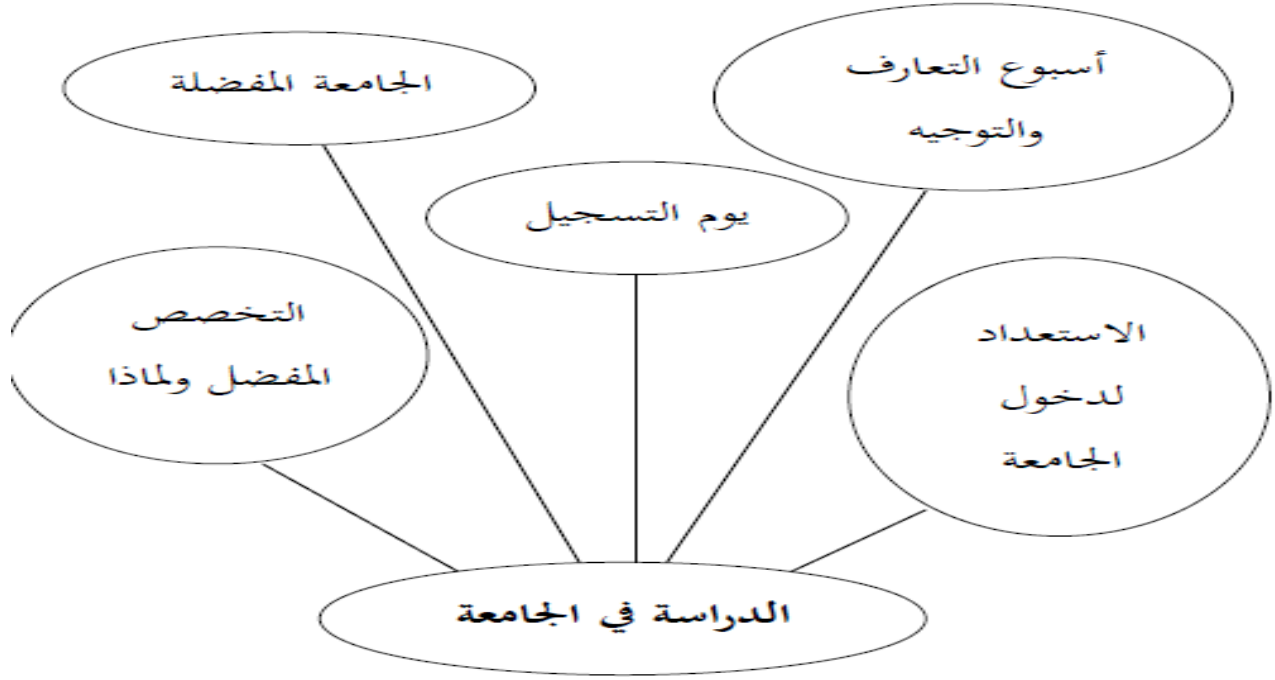 أسبوع التعارف
والتوجيه
الجامعة المفضلة
يوم التسجيل
الاستعداد
لدخول
الجامعة
التخصص
المفضل ولماذا
الدراسة في الجامعة